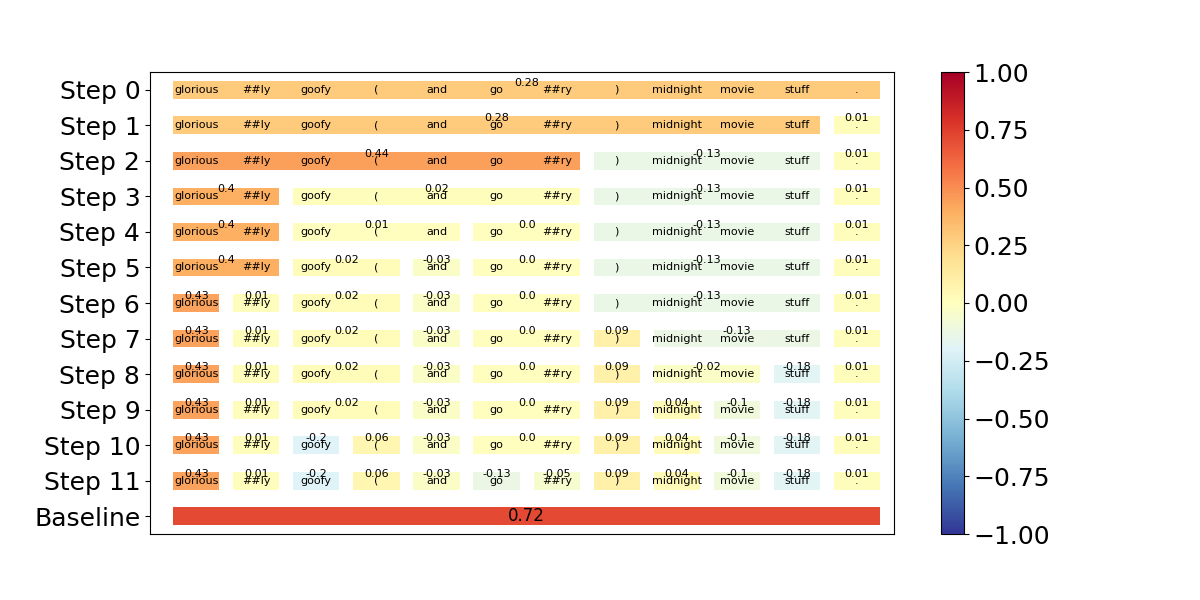 1.00
0.28
Step 0 glorious ##ly goofy ( and go ##ry ) midnight movie stuff .
0.75
0.28 0.01
Step 1 glorious ##ly goofy ( and go ##ry ) midnight movie stuff .
0.44 -0.13 0.01
Step 2 glorious ##ly goofy ( and go ##ry ) midnight movie stuff .
0.50
0.4 0.02 -0.13 0.01
Step 3 glorious ##ly goofy ( and go ##ry ) midnight movie stuff .
0.4 0.01 0.0 -0.13 0.01
Step 4 glorious ##ly goofy ( and go ##ry ) midnight movie stuff .
0.25
0.4 0.02 -0.03 0.0 -0.13 0.01
Step 5 glorious ##ly goofy ( and go ##ry ) midnight movie stuff .
0.43 0.01 0.02 -0.03 0.0 -0.13 0.01
Step 6 glorious ##ly goofy ( and go ##ry ) midnight movie stuff .
0.00
0.43 0.01 0.02 -0.03 0.0 0.09 -0.13 0.01
Step 7 glorious ##ly goofy ( and go ##ry ) midnight movie stuff .
−0.25
0.43 0.01 0.02 -0.03 0.0 0.09 -0.02 -0.18 0.01
Step 8 glorious ##ly goofy ( and go ##ry ) midnight movie stuff .
0.43 0.01 0.02 -0.03 0.0 0.09 0.04 -0.1 -0.18 0.01
Step 9 glorious ##ly goofy ( and go ##ry ) midnight movie stuff .
−0.50
0.43 0.01 -0.2 0.06 -0.03 0.0 0.09 0.04 -0.1 -0.18 0.01
Step 10 glorious ##ly goofy ( and go ##ry ) midnight movie stuff .
−0.75
0.43 0.01 -0.2 0.06 -0.03 -0.13 -0.05 0.09 0.04 -0.1 -0.18 0.01
Step 11 glorious ##ly goofy ( and go ##ry ) midnight movie stuff .
Baseline 0.72
−1.00